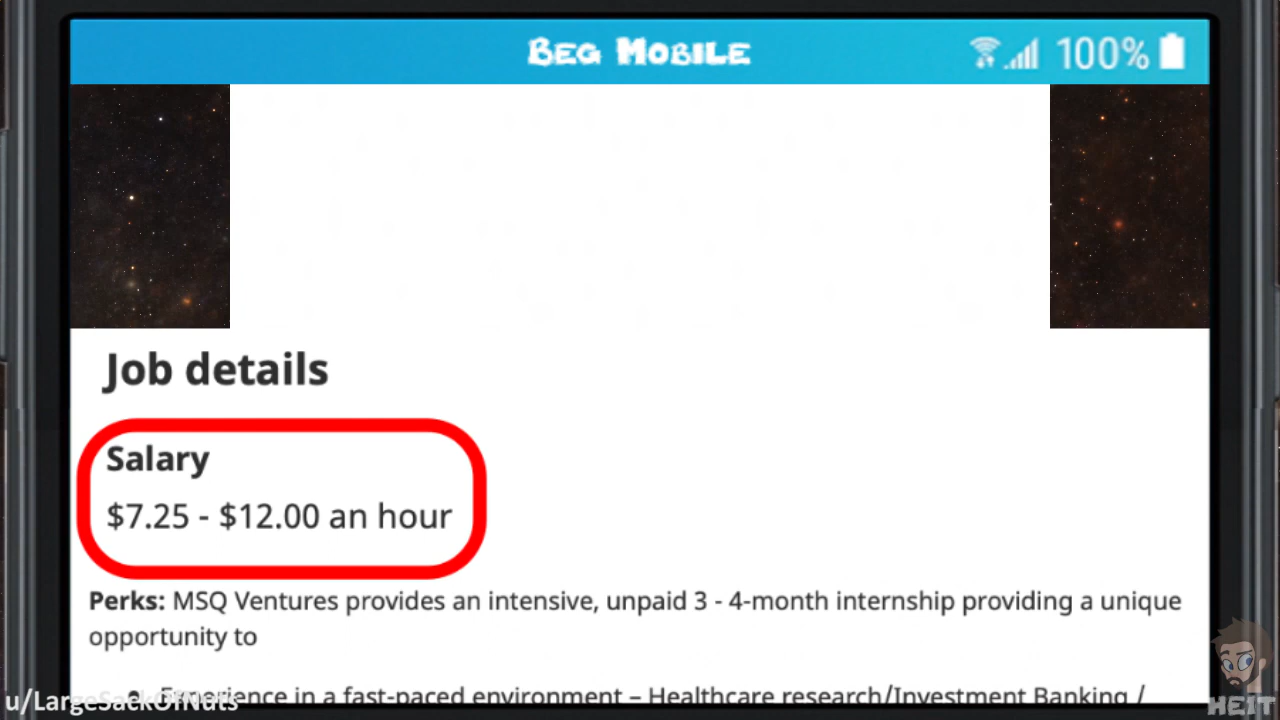 Beg Mobile
100%
Job details
Salary
$7.25 - $12.00 an hour
Perks: MSQ Ventures provides an intensive, unpaid 3 - 4-month internship providing a unique
opportunity to
• Experience in a fast-paced environment – Healthcare research/Investment Banking /
u/LargeSackOfNuts
HEIT